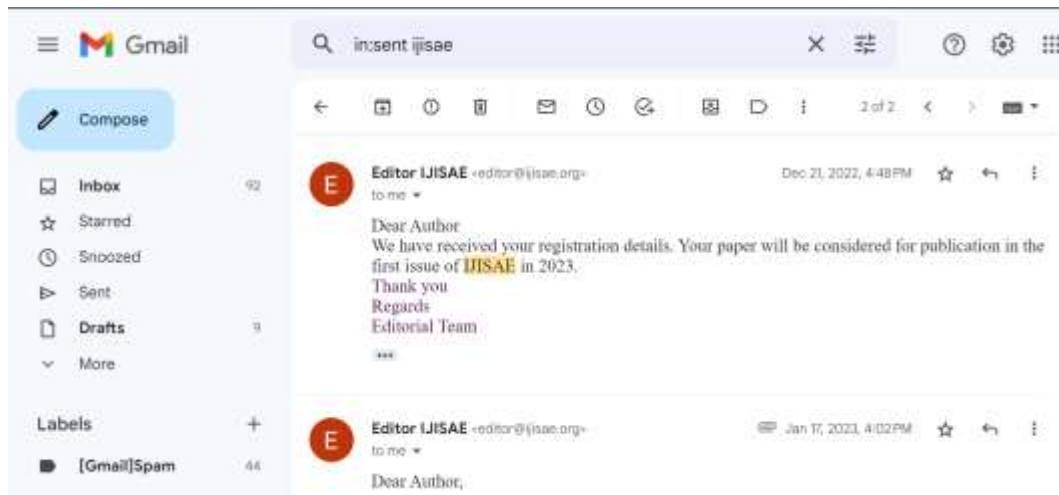 Gmail
in:sent ijisae
Compose
2 of 2
Inbox 92
Starred
Snoozed
Sent
Drafts 9
More
Labels +
[Gmail]Spam 44
E
Editor IJISAE <editor@ijisae.org> Dec 21, 2022, 4:48 PM
to me
Dear Author
We have received your registration details. Your paper will be considered for publication in the
first issue of IJISAE in 2023.
Thank you
Regards
Editorial Team
E
Editor IJISAE <editor@ijisae.org> Jan 17, 2023, 4:02 PM
to me
Dear Author,